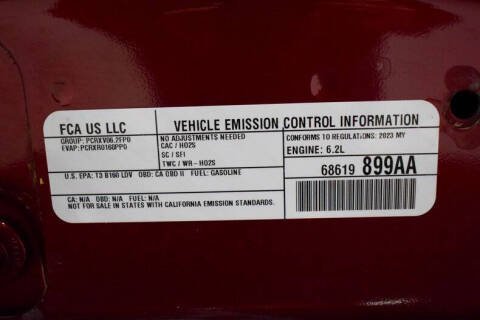 FCA US LLC
VEHICLE EMISSION CONTROL INFORMATION
GROUP: PCRXV06.2FP0
EVAP: PCRXR0160PP0
NO ADJUSTMENTS NEEDED
CAC / HO2S
SC / SFI
TWC / WR - HO2S
CONFORMS TO REGULATIONS: 2023 MY
ENGINE: 6.2L
68619 899AA
U.S. EPA: T3 B160 LDV OBD: CA OBD II FUEL: GASOLINE
CA: N/A OBD: N/A FUEL: N/A
NOT FOR SALE IN STATES WITH CALIFORNIA EMISSION STANDARDS.